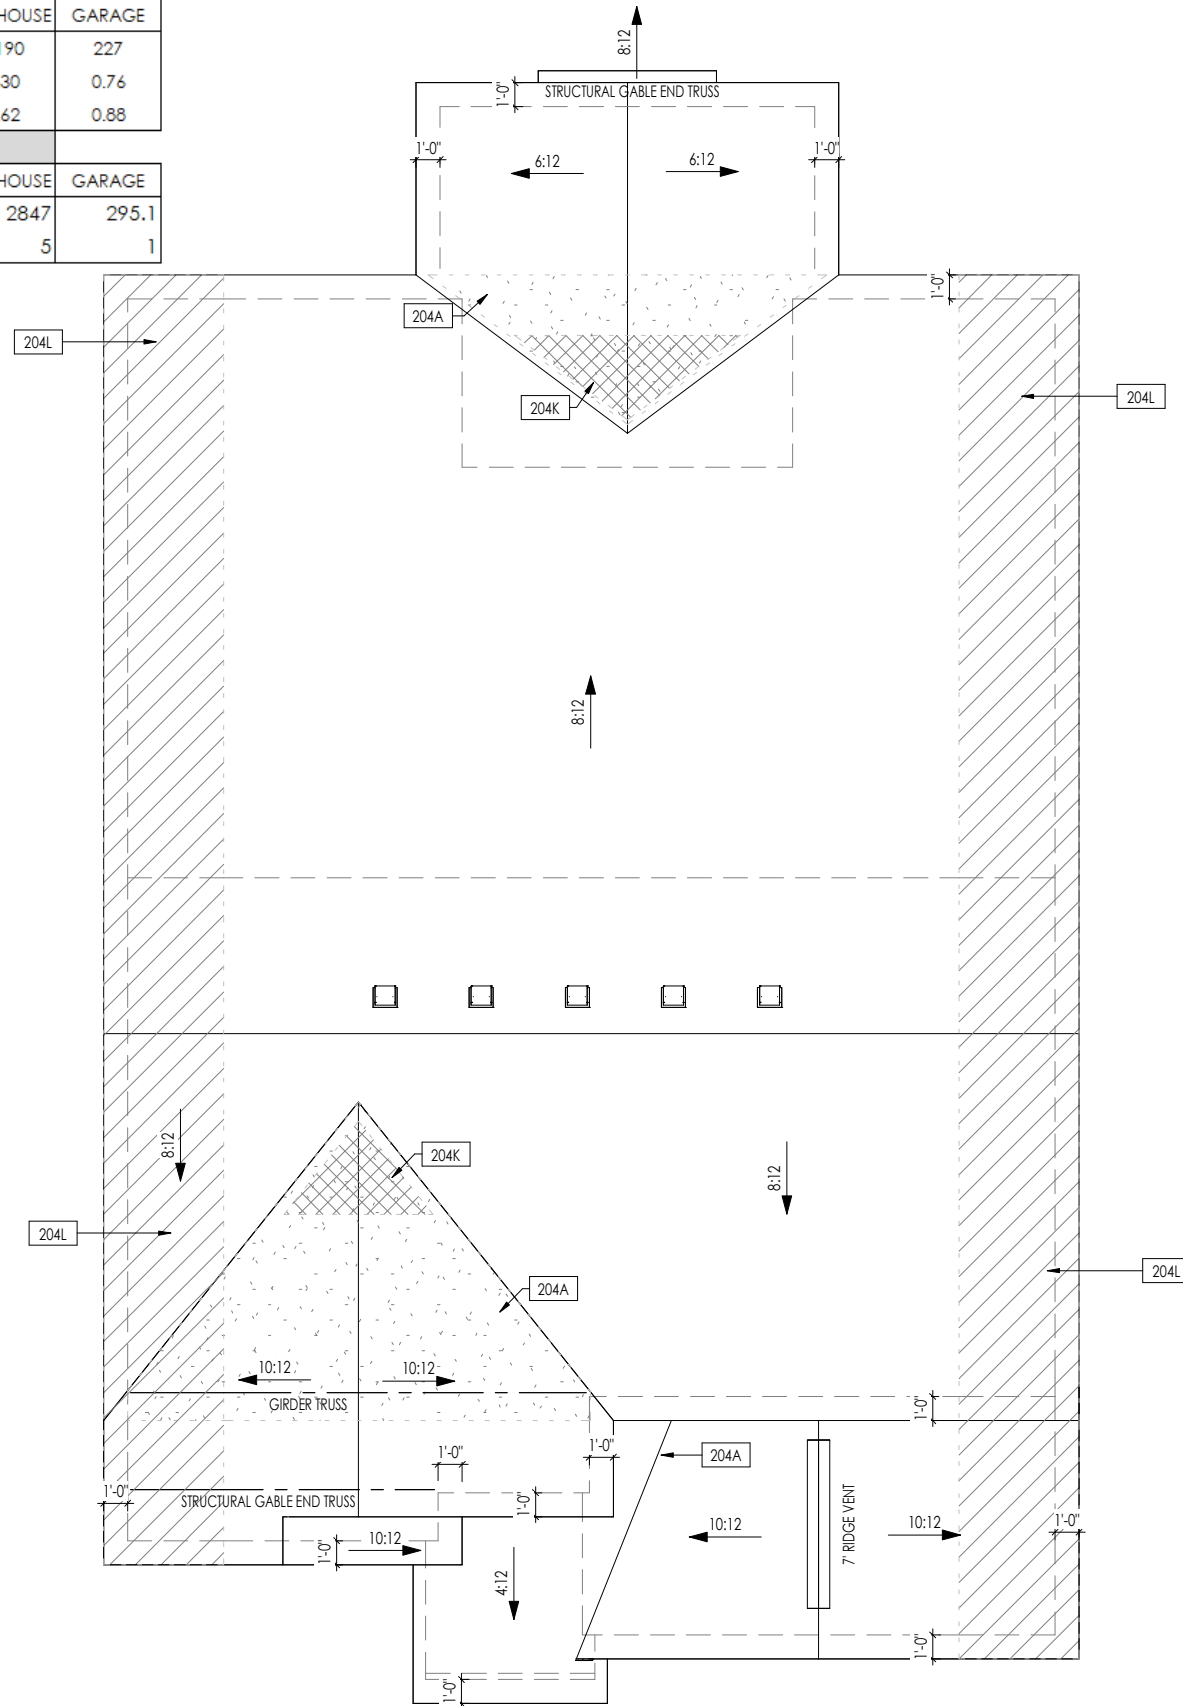 HOUSE GARAGE
190 227
30 0.76
62 0.88
HOUSE GARAGE
2847 295.1
5 1
8:12
1'-0"
STRUCTURAL GABLE END TRUSS
1'-0"
6:12
6:12
1'-0"
1'-0"
204A
204L
204K
204L
8:12
8:12
204K
8:12
204L
204A
204L
10:12
10:12
GIRDER TRUSS
1'-0"
1'-0"
1'-0"
204A
1'-0"
STRUCTURAL GABLE END TRUSS
1'-0"
10:12
1'-0"
4:12
10:12
7' RIDGE VENT
10:12
1'-0"
1'-0"
1'-0"